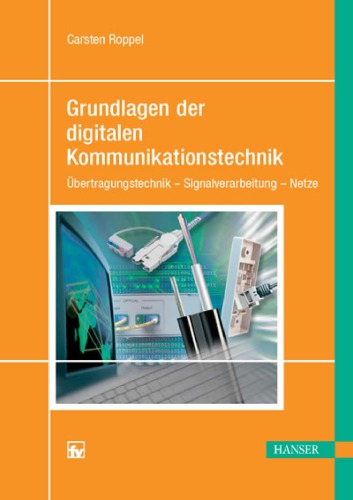 Carsten Roppel
Grundlagen der
digitalen
Kommunikationstechnik
Übertragungstechnik – Signalverarbeitung – Netze
fv
HANSER